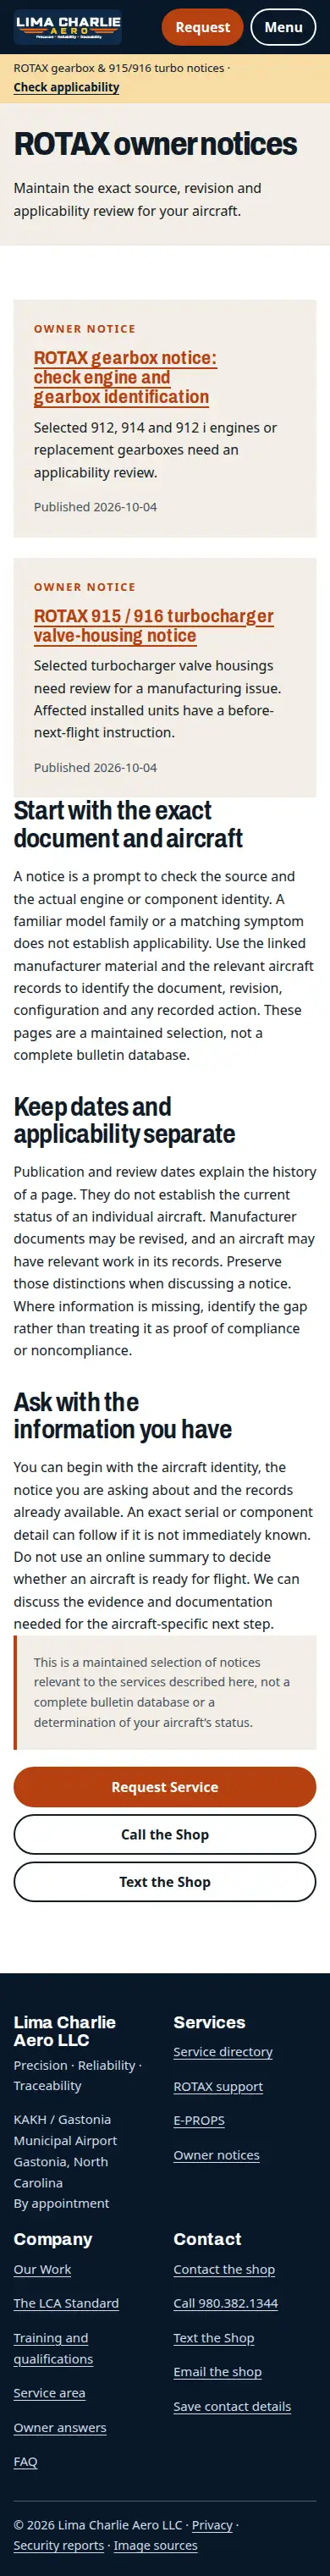 LIMA CHARLIE
AERO
Precision · Reliability · Traceability
Request
Menu
ROTAX gearbox & 915/916 turbo notices ·
Check applicability
ROTAX owner notices
Maintain the exact source, revision and
applicability review for your aircraft.
OWNER NOTICE
ROTAX gearbox notice:
check engine and
gearbox identification
Selected 912, 914 and 912 i engines or
replacement gearboxes need an
applicability review.
Published 2026-10-04
OWNER NOTICE
ROTAX 915 / 916 turbocharger
valve-housing notice
Selected turbocharger valve housings
need review for a manufacturing issue.
Affected installed units have a before-
next-flight instruction.
Published 2026-10-04
Start with the exact
document and aircraft
A notice is a prompt to check the source and
the actual engine or component identity. A
familiar model family or a matching symptom
does not establish applicability. Use the linked
manufacturer material and the relevant aircraft
records to identify the document, revision,
configuration and any recorded action. These
pages are a maintained selection, not a
complete bulletin database.
Keep dates and
applicability separate
Publication and review dates explain the history
of a page. They do not establish the current
status of an individual aircraft. Manufacturer
documents may be revised, and an aircraft may
have relevant work in its records. Preserve
those distinctions when discussing a notice.
Where information is missing, identify the gap
rather than treating it as proof of compliance
or noncompliance.
Ask with the
information you have
You can begin with the aircraft identity, the
notice you are asking about and the records
already available. An exact serial or component
detail can follow if it is not immediately known.
Do not use an online summary to decide
whether an aircraft is ready for flight. We can
discuss the evidence and documentation
needed for the aircraft-specific next step.
This is a maintained selection of notices
relevant to the services described here, not a
complete bulletin database or a
determination of your aircraft's status.
Request Service
Call the Shop
Text the Shop
Lima Charlie
Aero LLC
Precision · Reliability ·
Traceability
KAKH / Gastonia
Municipal Airport
Gastonia, North
Carolina
By appointment
Services
Service directory
ROTAX support
E-PROPS
Owner notices
Company
Our Work
The LCA Standard
Training and
qualifications
Service area
Owner answers
FAQ
Contact
Contact the shop
Call 980.382.1344
Text the Shop
Email the shop
Save contact details
© 2026 Lima Charlie Aero LLC · Privacy ·
Security reports · Image sources